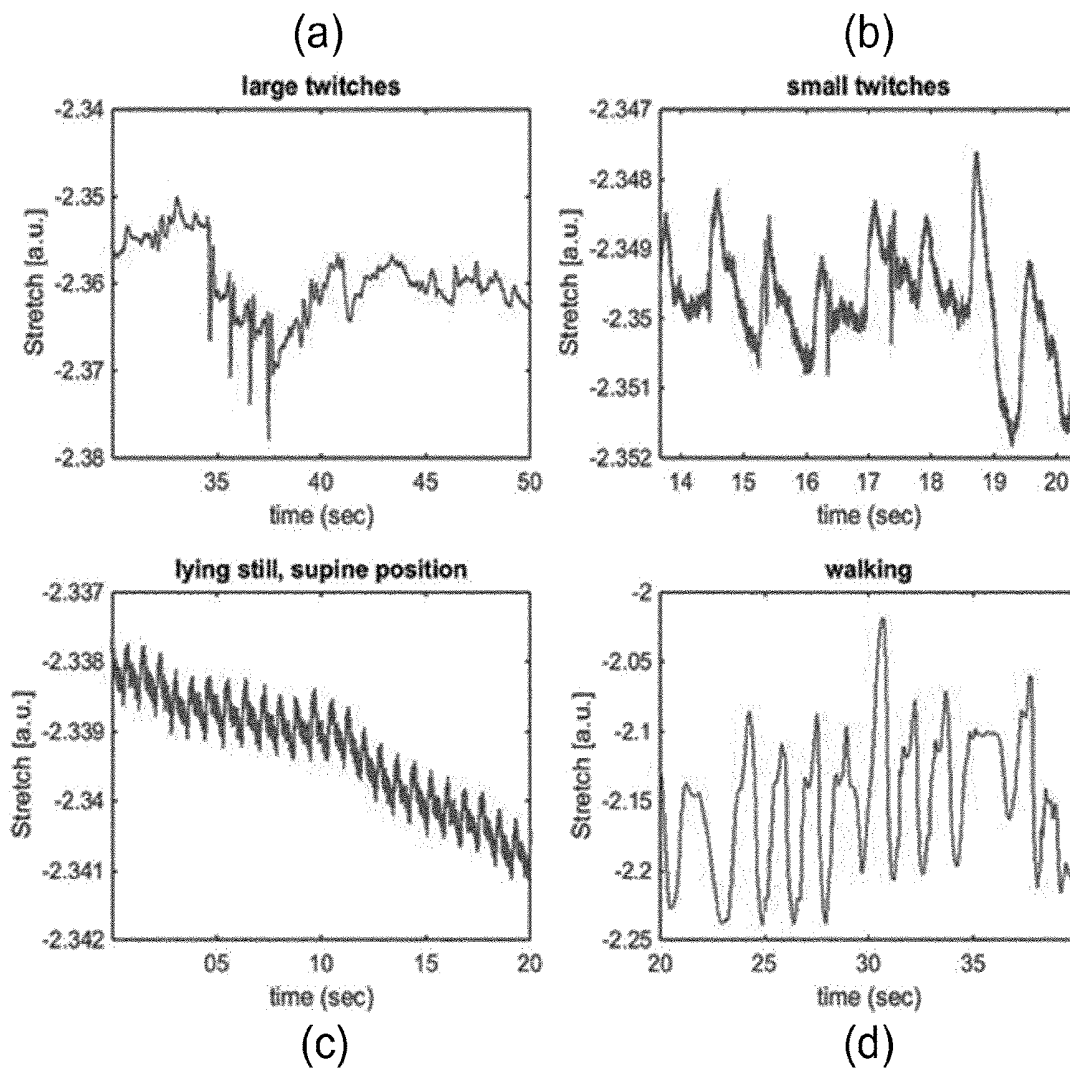 (a)
large twitches
-2.34
-2.35
-2.36
-2.37
-2.38
Stretch [a.u.]
35 40 45 50
time (sec)
(b)
small twitches
-2.347
-2.348
-2.349
-2.35
-2.351
-2.352
Stretch [a.u.]
14 15 16 17 18 19 20
time (sec)
lying still, supine position
-2.337
-2.338
-2.339
-2.34
-2.341
-2.342
Stretch [a.u.]
05 10 15 20
time (sec)
(c)
walking
-2
-2.05
-2.1
-2.15
-2.2
-2.25
Stretch [a.u.]
20 25 30 35
time (sec)
(d)